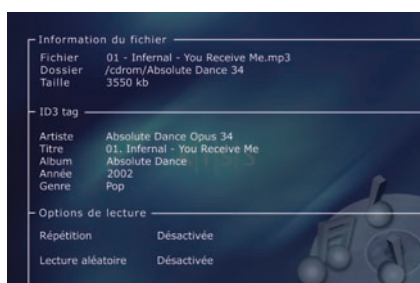 Information du fichier
Fichier 01 - Infernal - You Receive Me.mp3
Dossier /cdrom/Absolute Dance 34
Taille 3550 kb
ID3 tag
Artiste Absolute Dance Opus 34
Titre 01. Infernal - You Receive Me
Album Absolute Dance
Année 2002
Genre Pop
Options de lecture
Répétition Désactivée
Lecture aléatoire Désactivée